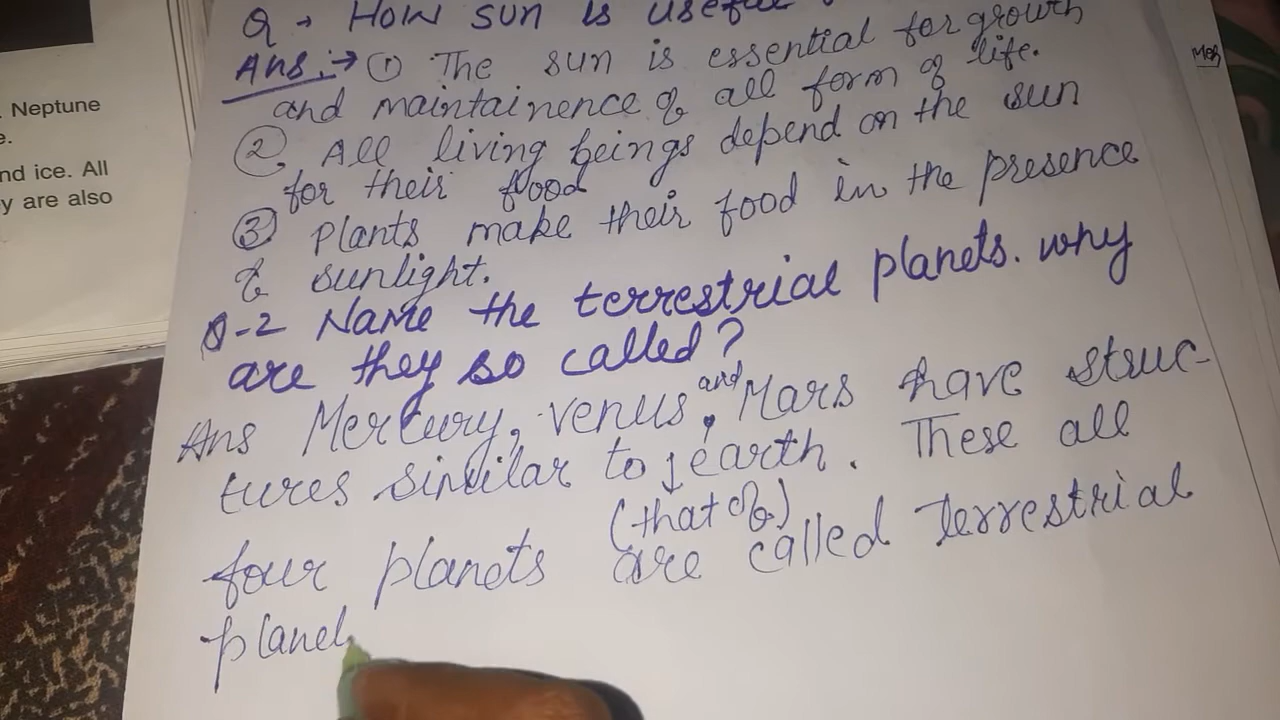 Neptune
e.
nd ice. All
y are also
Q → How sun is useful
Ans :→ ① The sun is essential for growth
and maintainence of all form of life.
②. All living beings depend on the sun
for their food
③ Plants make their food in the presence
of sunlight.
Q-2 Name the terrestrial planets. why
are they so called?
Ans Mercury, venus, and Mars have struc-
tures similar to earth. These all
(that of)
four planets are called Terrestrial
planet